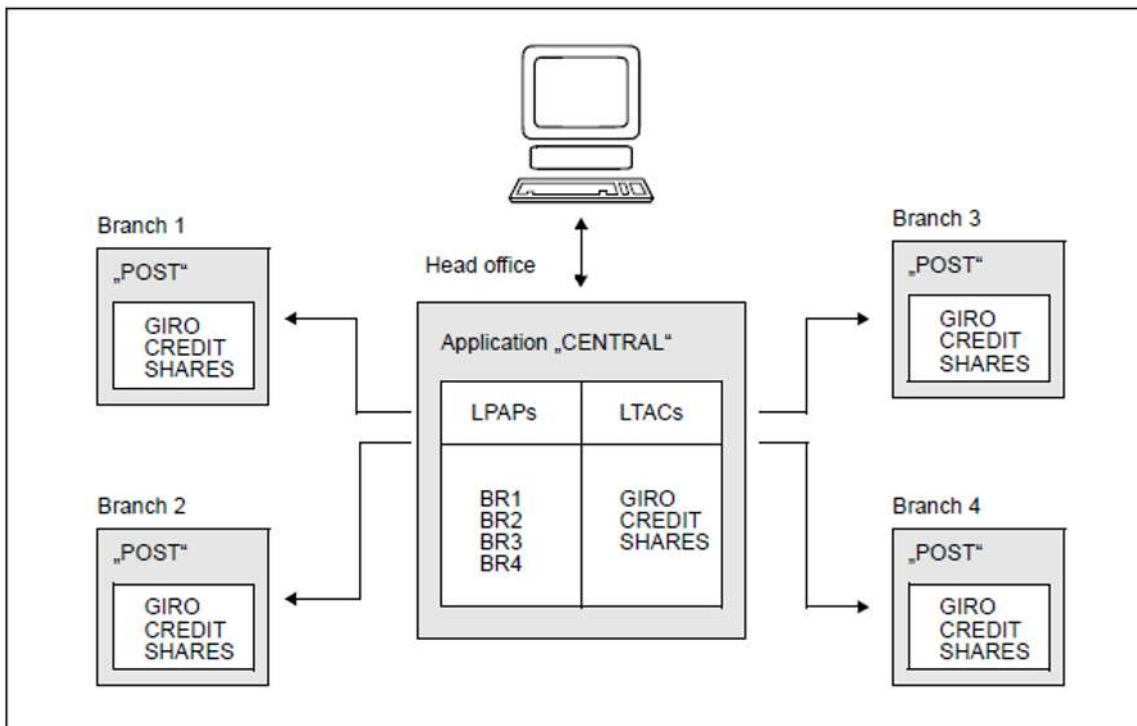 Branch 1
„POST“
GIRO
CREDIT
SHARES
Branch 2
„POST“
GIRO
CREDIT
SHARES
Head office
Application „CENTRAL“
LPAPs
LTACs
BR1
BR2
BR3
BR4
GIRO
CREDIT
SHARES
Branch 3
„POST“
GIRO
CREDIT
SHARES
Branch 4
„POST“
GIRO
CREDIT
SHARES